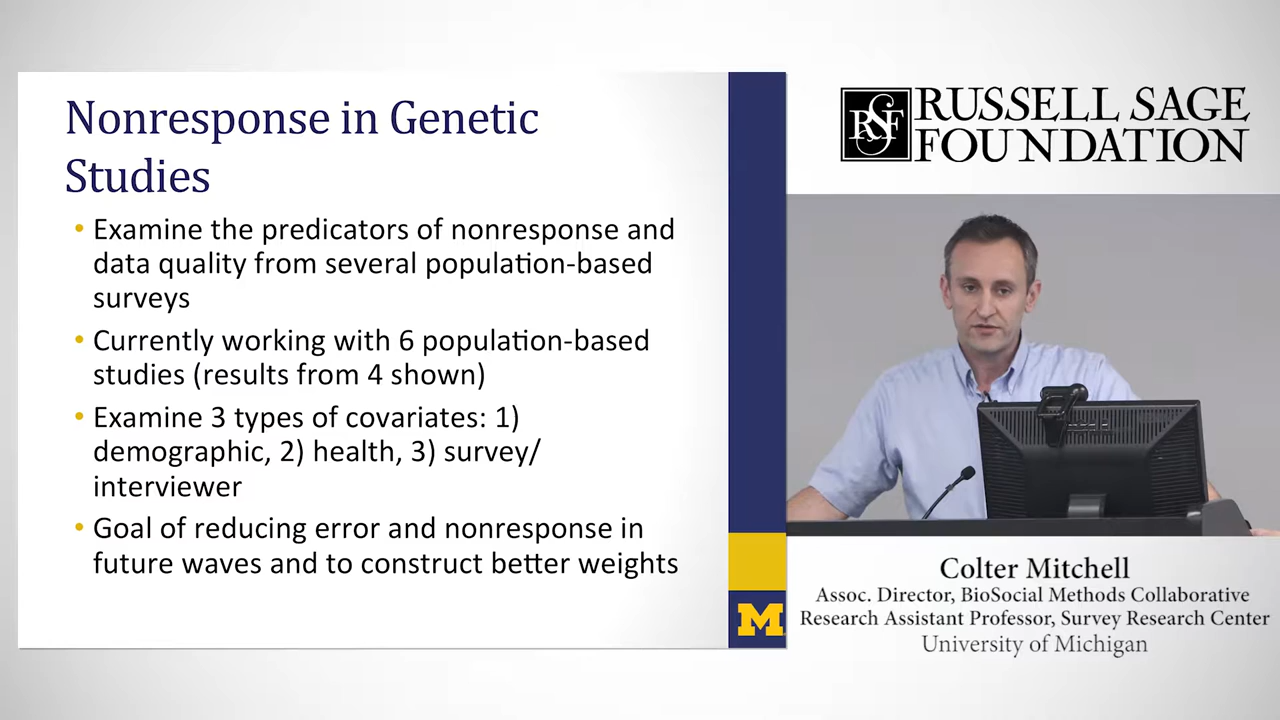 Nonresponse in Genetic
Studies
• Examine the predicators of nonresponse and
data quality from several population-based
surveys
• Currently working with 6 population-based
studies (results from 4 shown)
• Examine 3 types of covariates: 1)
demographic, 2) health, 3) survey/
interviewer
• Goal of reducing error and nonresponse in
future waves and to construct better weights
M
RSF
RUSSELL SAGE
FOUNDATION
Colter Mitchell
Assoc. Director, BioSocial Methods Collaborative
Research Assistant Professor, Survey Research Center
University of Michigan